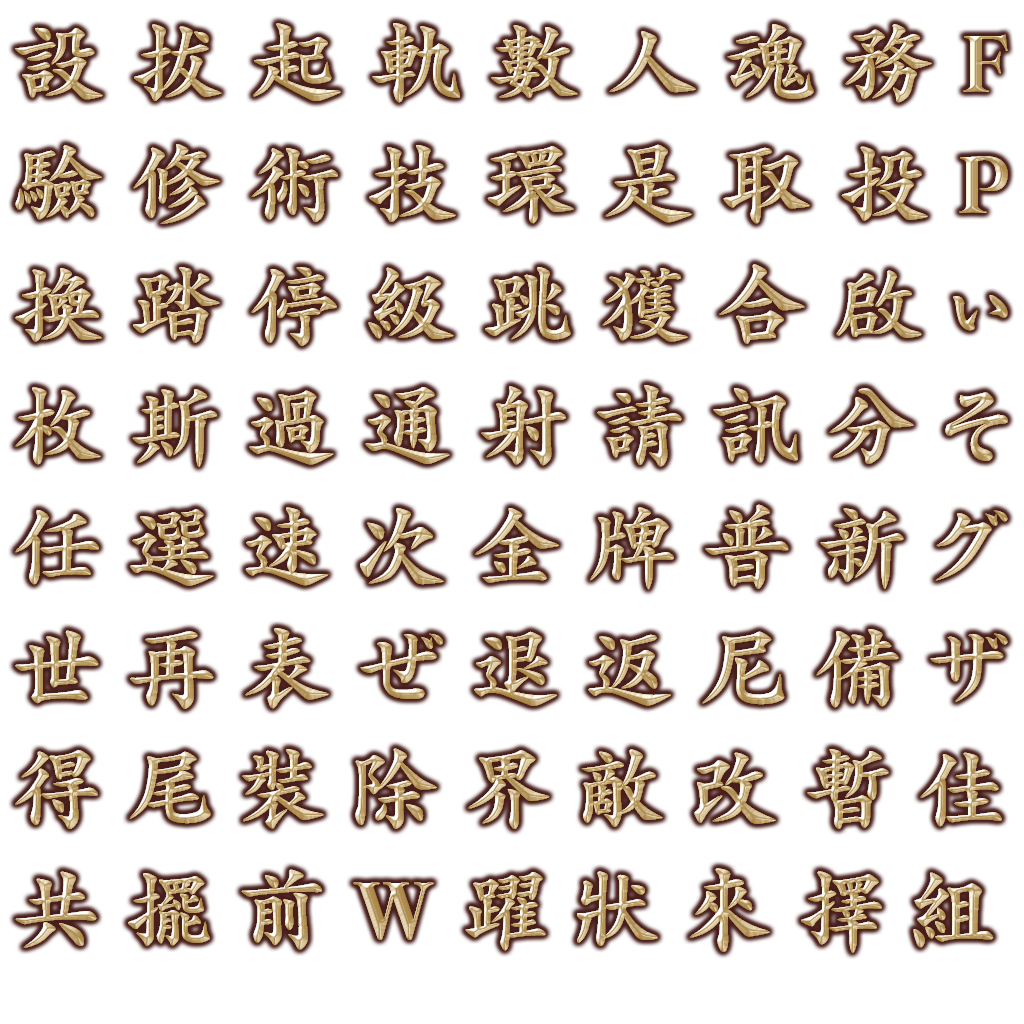 設拔起軌數人魂務F
驗修術技環是取投P
換踏停級跳獲合啟ぃ
枚斯過通射請訊分そ
任選速次金牌普新グ
世再表ぜ退返尼備ザ
得尾裝除界敵改暫佳
共擺前W躍狀來擇組